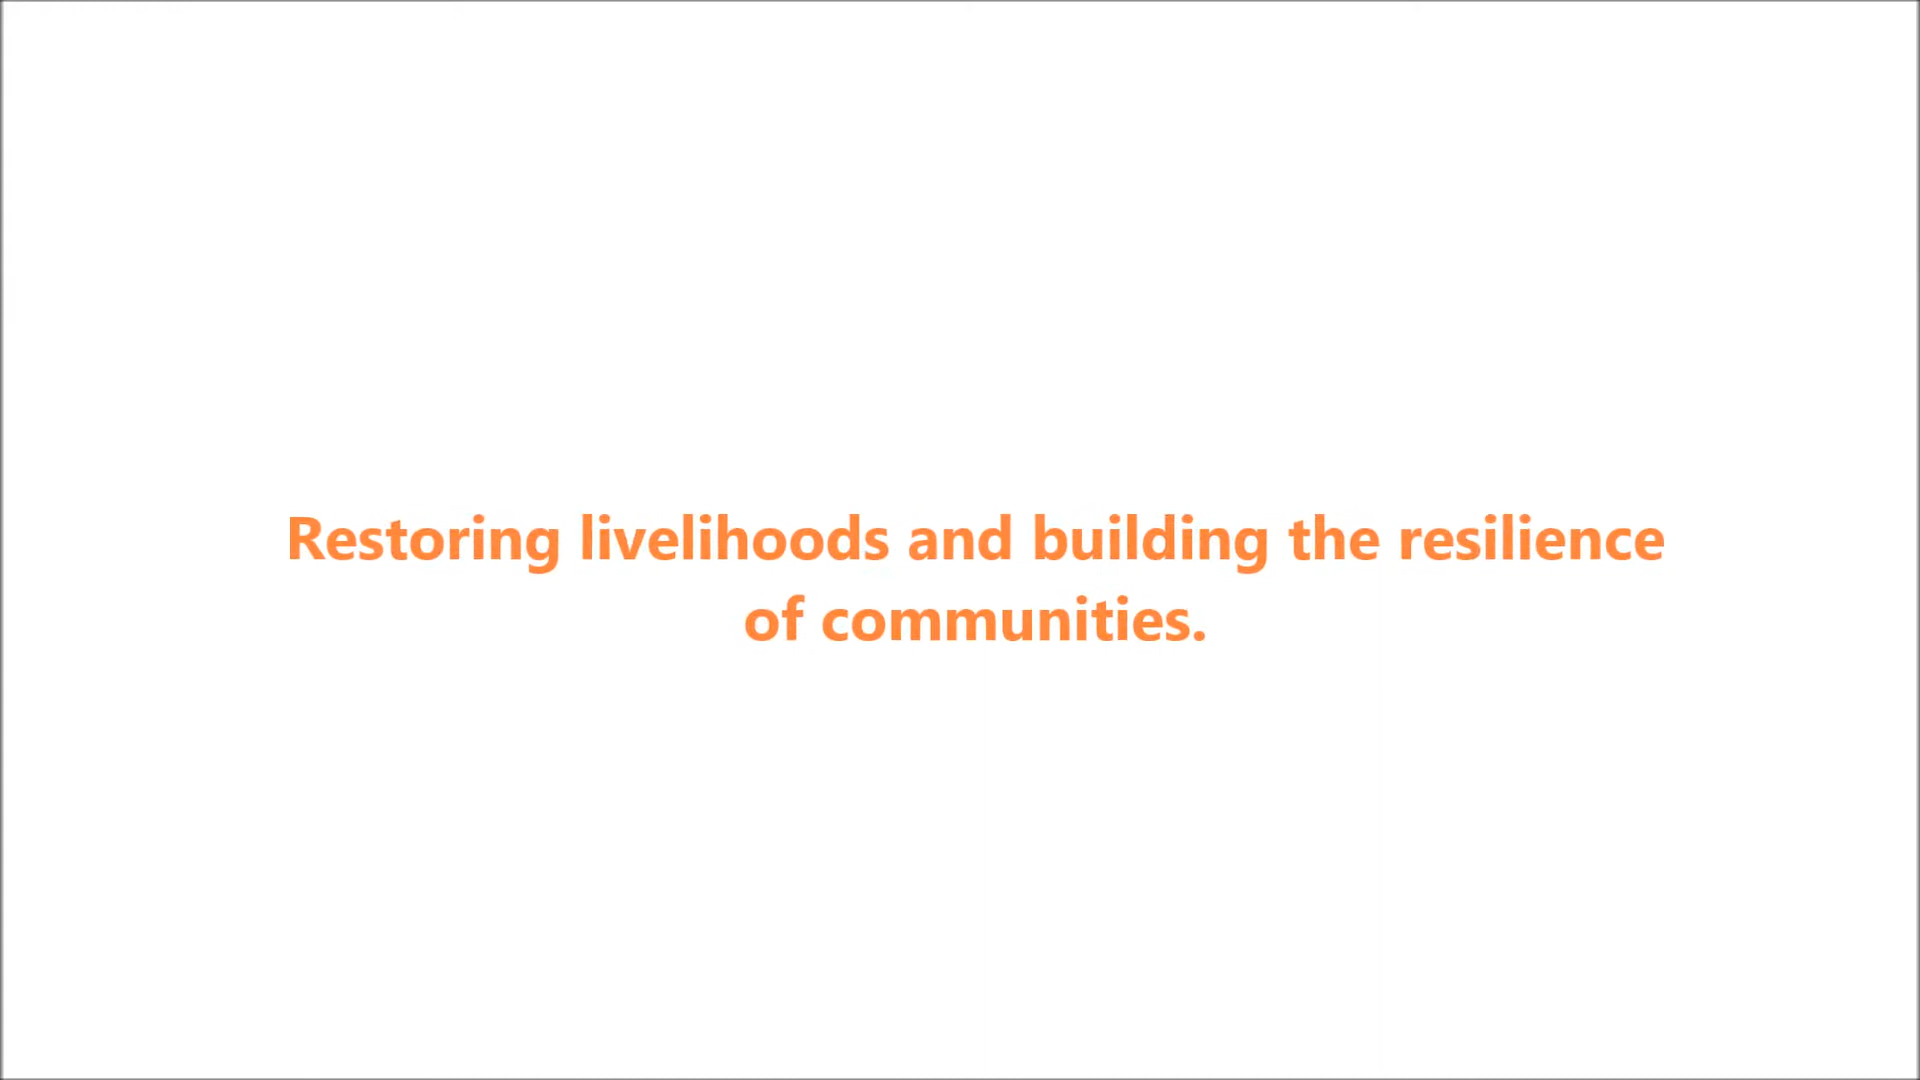 Restoring livelihoods and building the resilience
of communities.